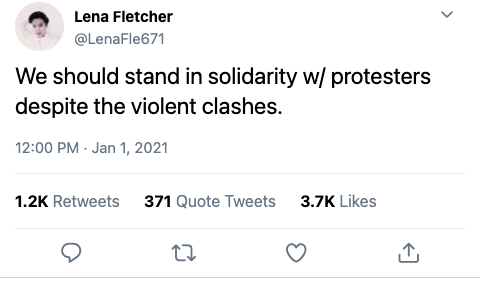 Lena Fletcher
@LenaFle671
We should stand in solidarity w/ protesters
despite the violent clashes.
12:00 PM · Jan 1, 2021
1.2K Retweets 371 Quote Tweets 3.7K Likes